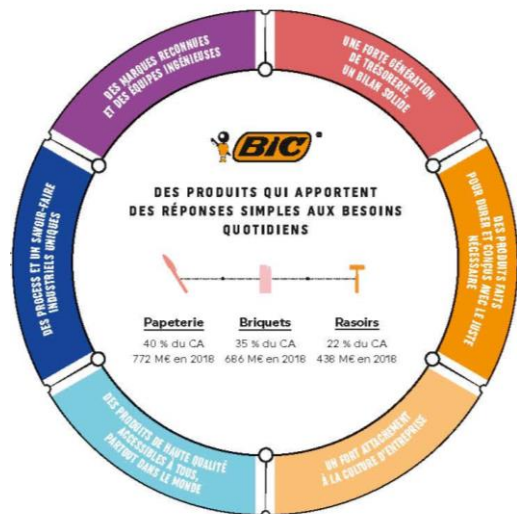 DES MARQUES RECONNUES
ET DES ÉQUIPES INGÉNIEUSES
UNE FORTE GÉNÉRATION
DE TRÉSORERIE,
UN BILAN SOLIDE
BIC
DES PRODUITS QUI APPORTENT
DES RÉPONSES SIMPLES AUX BESOINS
QUOTIDIENS
DES PROCESS ET UN SAVOIR-FAIRE
INDUSTRIELS UNIQUES
DES PRODUITS FAITS
POUR DURER ET CONÇUS AVEC LE JUSTE
NÉCESSAIRE
Papeterie
40 % du CA
772 M€ en 2018
Briquets
35 % du CA
686 M€ en 2018
Rasoirs
22 % du CA
438 M€ en 2018
DES PRODUITS DE HAUTE QUALITÉ
ACCESSIBLES À TOUS,
PARTOUT DANS LE MONDE
UN FORT ATTACHEMENT
À LA CULTURE D'ENTREPRISE